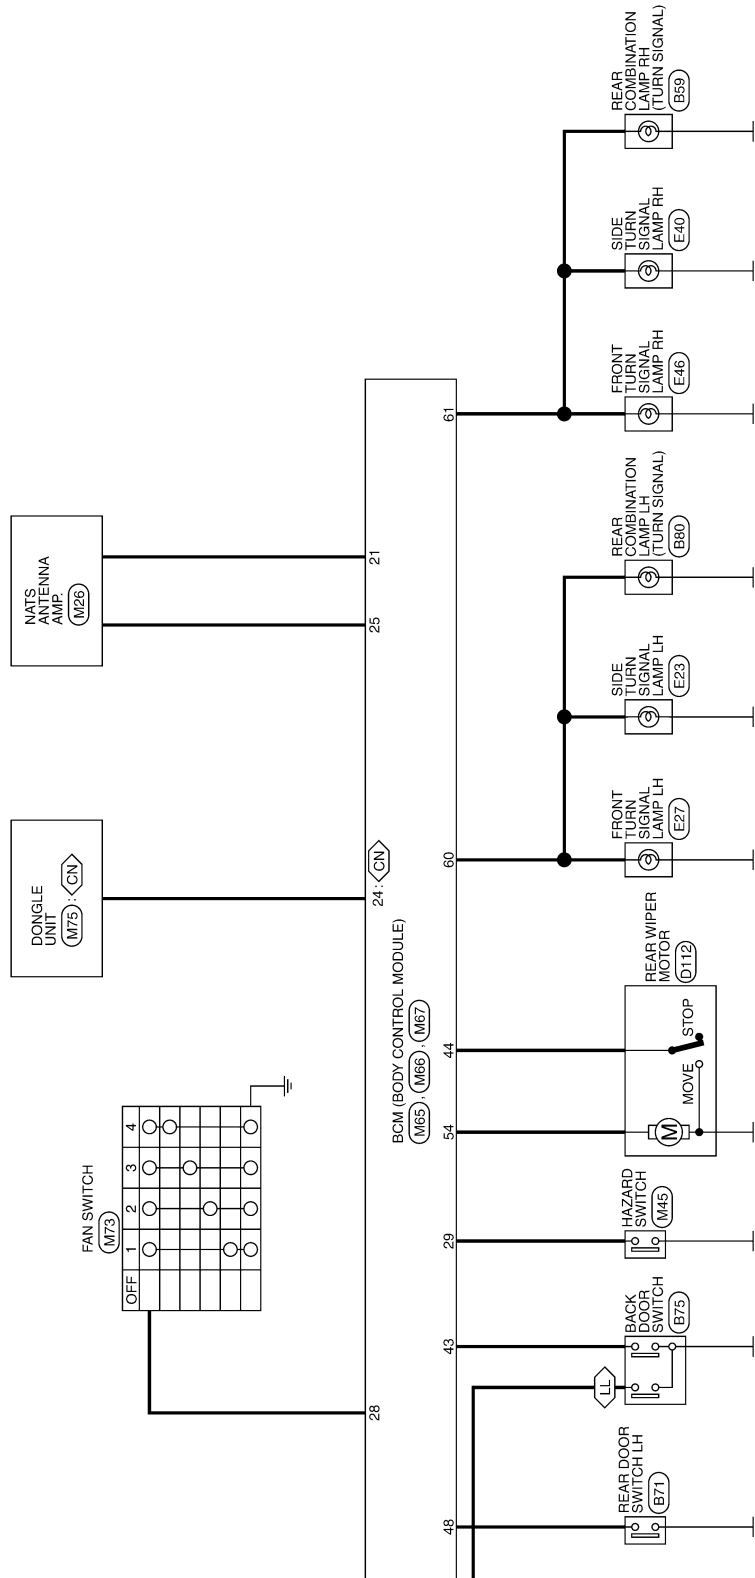 NATS
ANTENNA
AMP.
M26
DONGLE
UNIT
M75 : CN
FAN SWITCH
M73
OFF 1 2 3 4
21
25
24 : CN
28
BCM (BODY CONTROL MODULE)
M65 , M66 , M67
61
60
44
54
29
43
48
REAR
COMBINATION
LAMP RH
(TURN SIGNAL)
B59
SIDE
TURN
SIGNAL
LAMP RH
E40
FRONT
TURN
SIGNAL
LAMP RH
E46
REAR
COMBINATION
LAMP LH
(TURN SIGNAL)
B80
SIDE
TURN
SIGNAL
LAMP LH
E23
FRONT
TURN
SIGNAL
LAMP LH
E27
REAR WIPER
MOTOR
D112
STOP
MOVE
M
HAZARD
SWITCH
M45
BACK
DOOR
SWITCH
B75
LL
REAR DOOR
SWITCH LH
B71